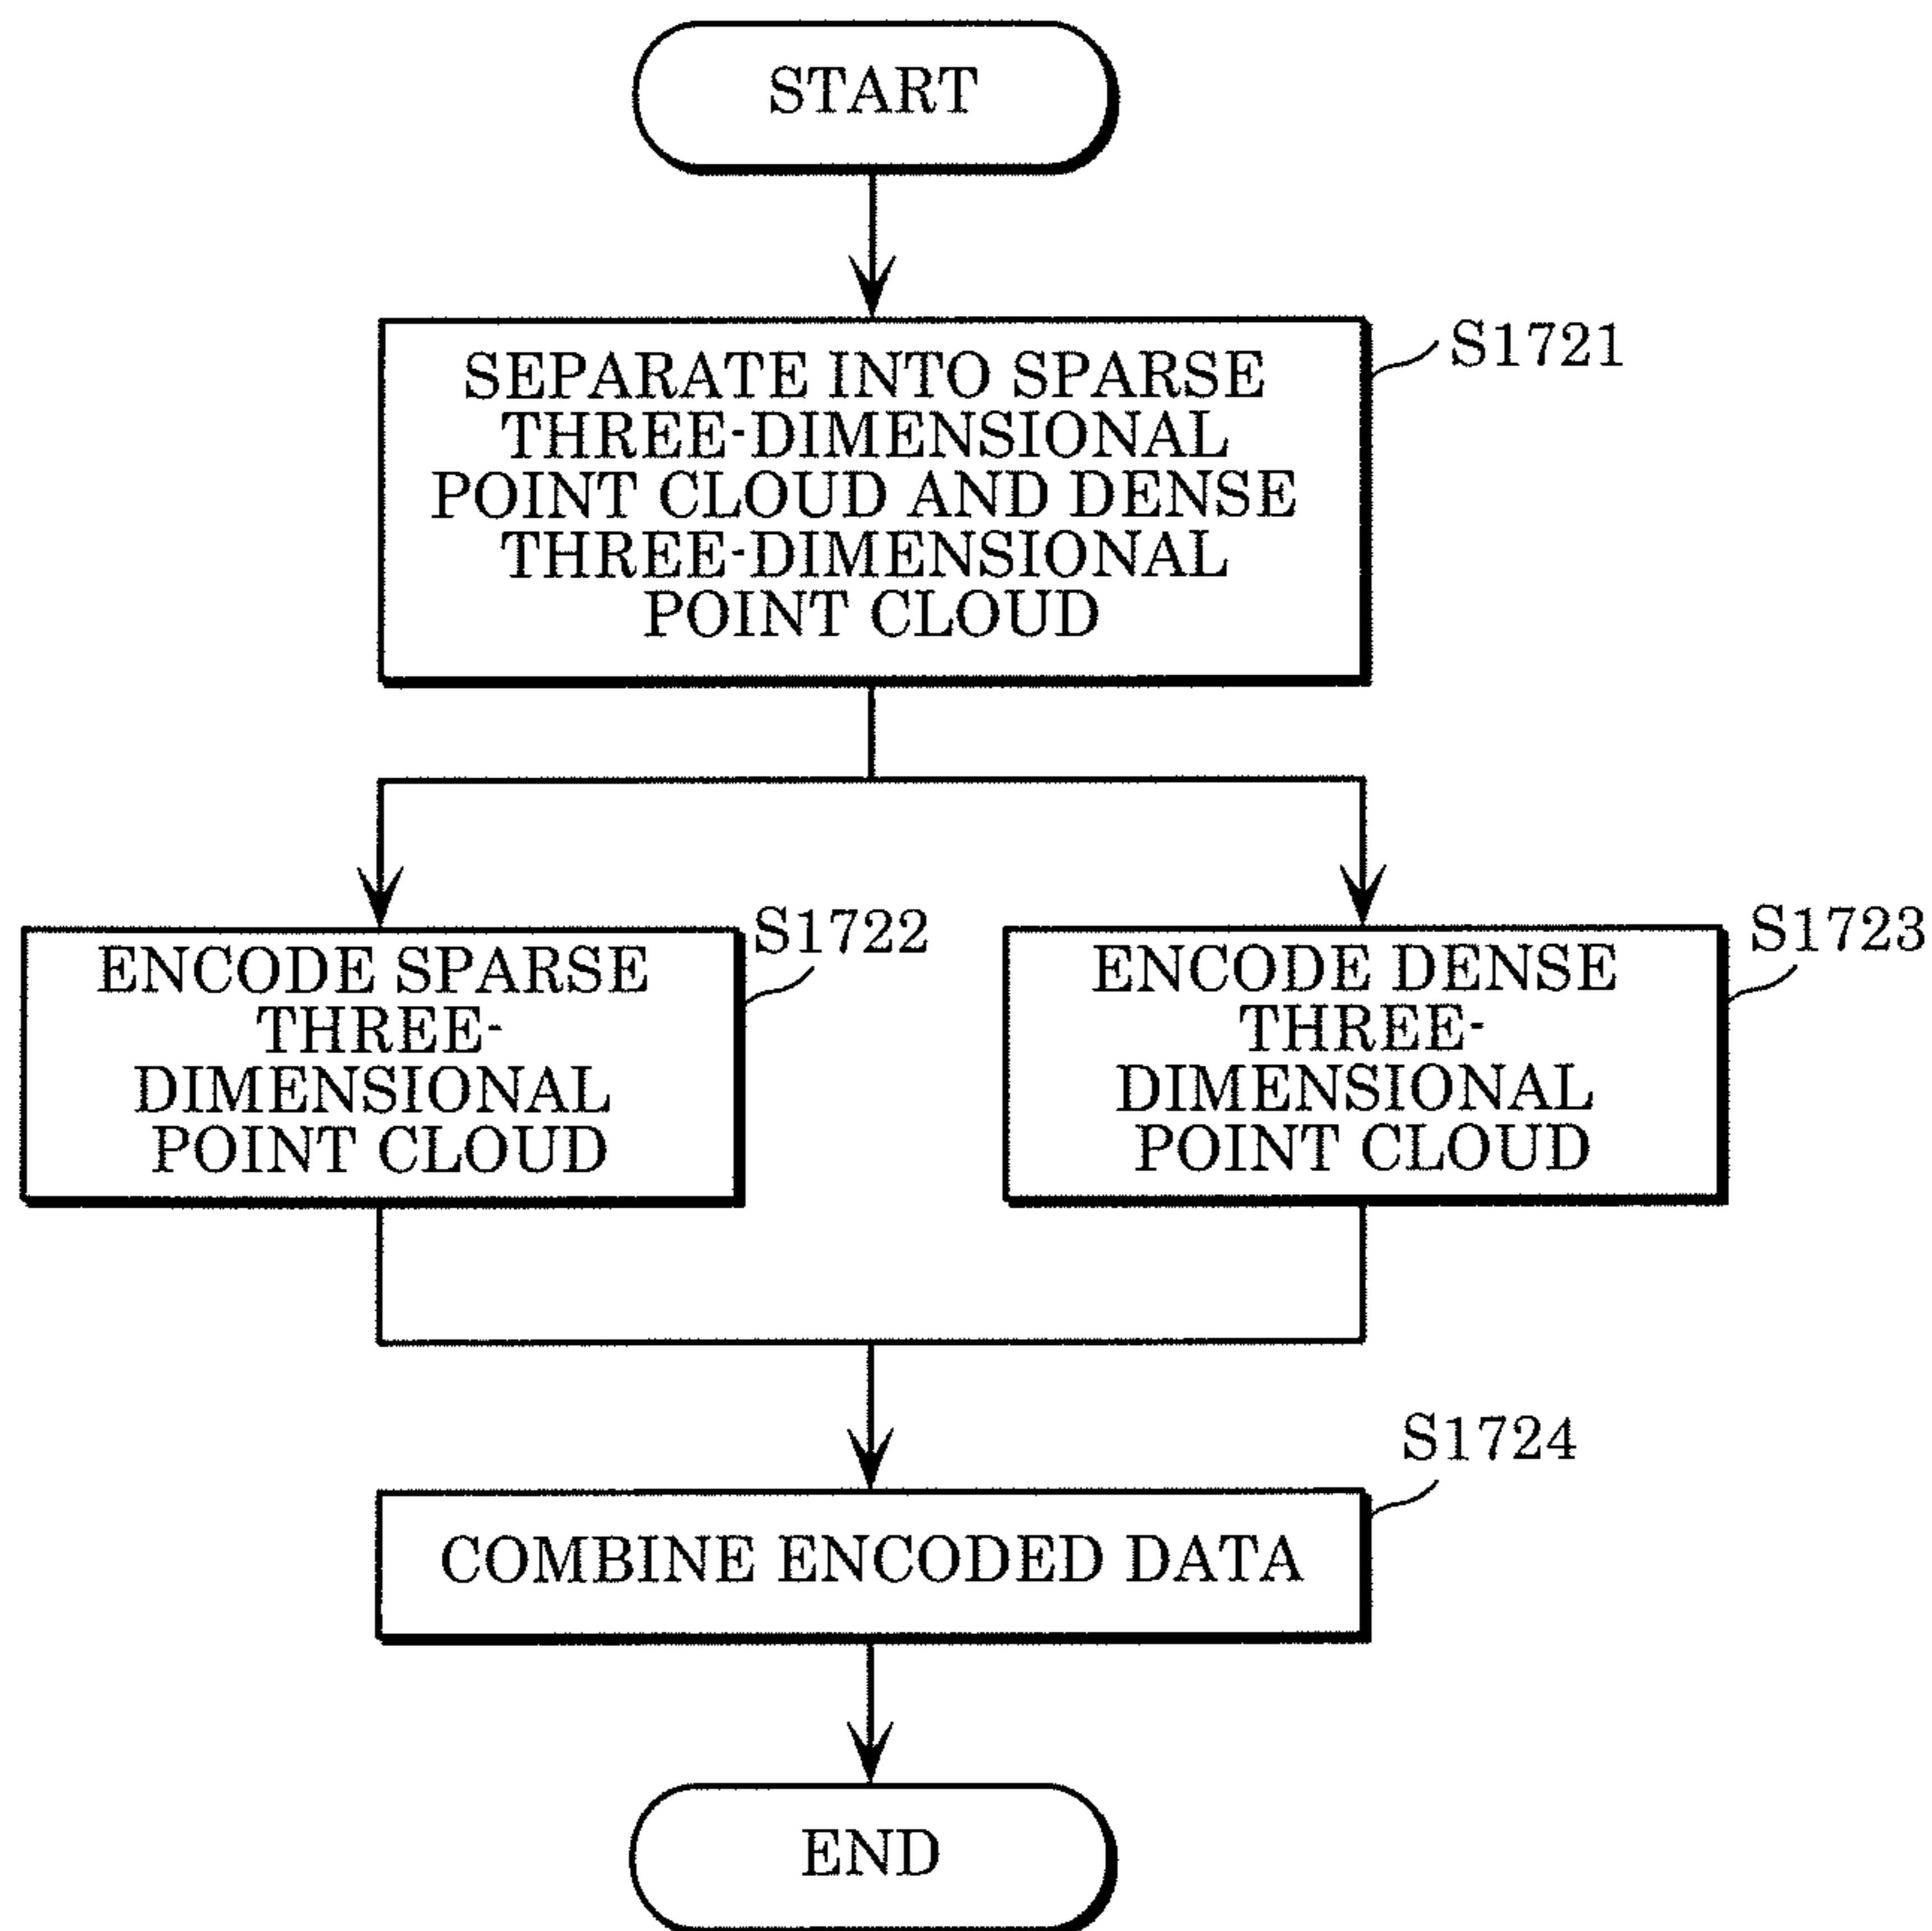 START
SEPARATE INTO SPARSE
THREE-DIMENSIONAL
POINT CLOUD AND DENSE
THREE-DIMENSIONAL
POINT CLOUD
S1721
ENCODE SPARSE
THREE-
DIMENSIONAL
POINT CLOUD
S1722
ENCODE DENSE
THREE-
DIMENSIONAL
POINT CLOUD
S1723
COMBINE ENCODED DATA
S1724
END